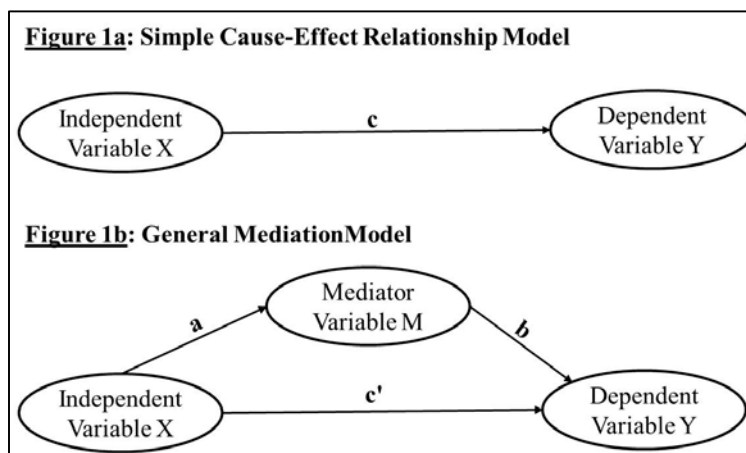 Figure 1a: Simple Cause-Effect Relationship Model
Independent
Variable X
c
Dependent
Variable Y
Figure 1b: General MediationModel
Mediator
Variable M
a
b
Independent
Variable X
c'
Dependent
Variable Y